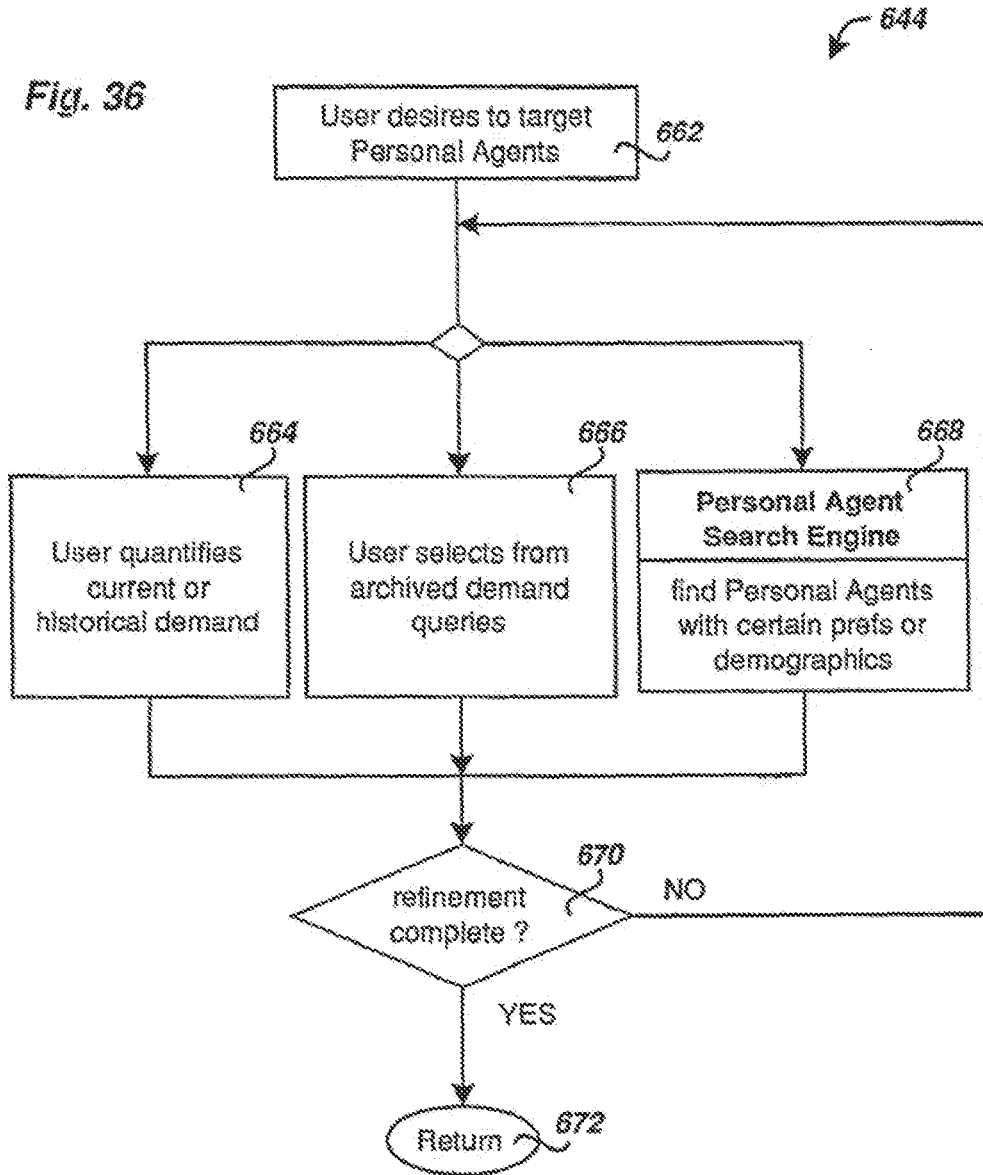 644
Fig. 36
User desires to target
Personal Agents
662
664
User quantifies
current or
historical demand
666
User selects from
archived demand
queries
668
Personal Agent
Search Engine
find Personal Agents
with certain prefs or
demographics
670
refinement
complete ?
NO
YES
Return
672